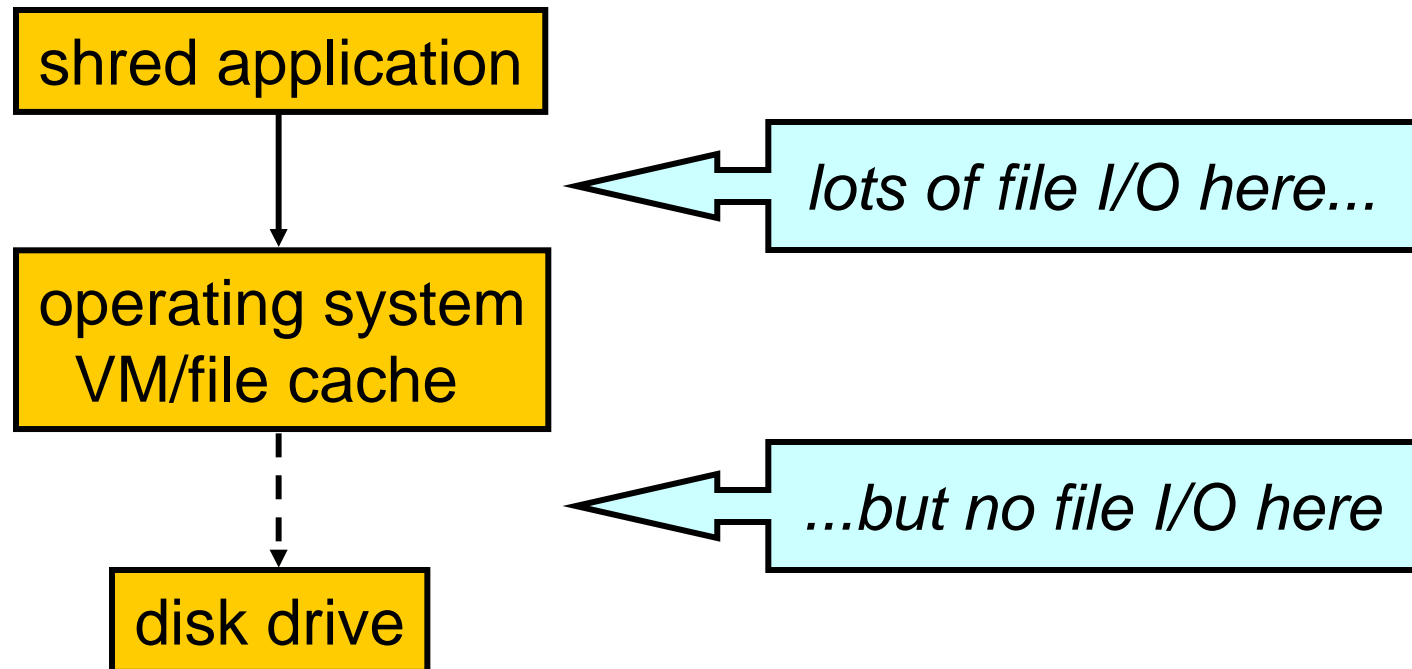 shred application
lots of file I/O here...
operating system
VM/file cache
...but no file I/O here
disk drive